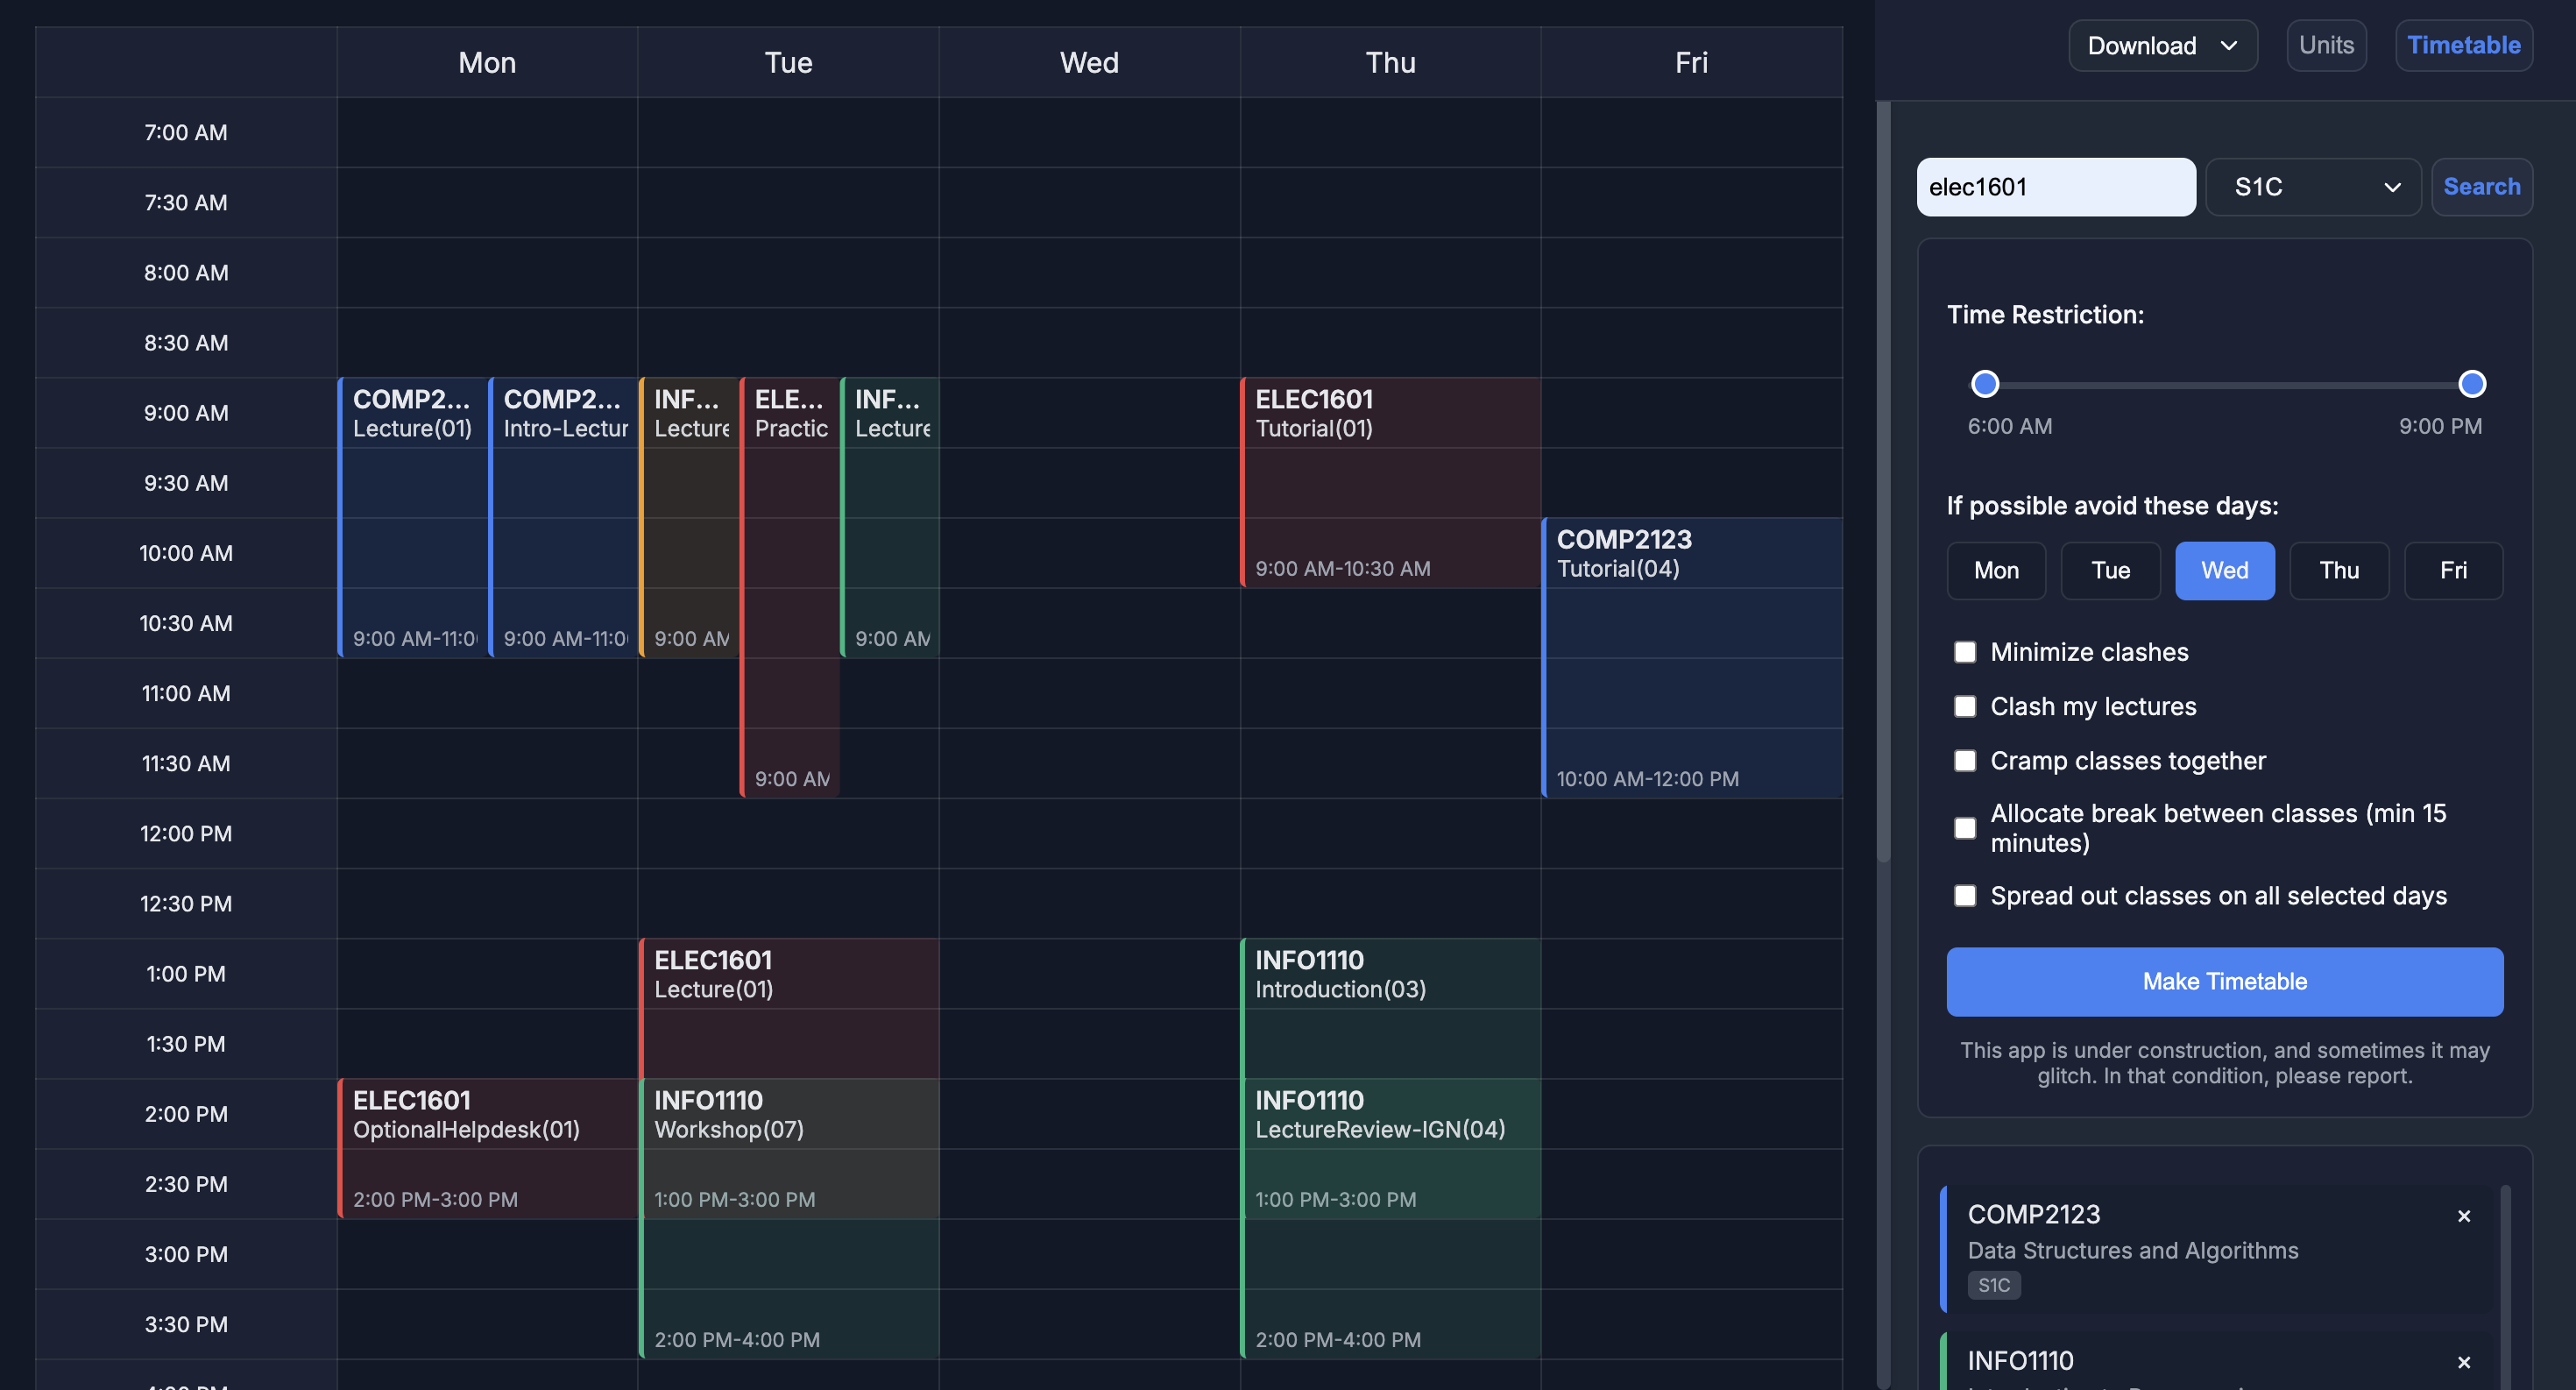 Mon
Tue
Wed
Thu
Fri
7:00 AM
7:30 AM
8:00 AM
8:30 AM
9:00 AM
9:30 AM
10:00 AM
10:30 AM
11:00 AM
11:30 AM
12:00 PM
12:30 PM
1:00 PM
1:30 PM
2:00 PM
2:30 PM
3:00 PM
3:30 PM
COMP2...
Lecture(01)
9:00 AM-11:0
COMP2...
Intro-Lectur
9:00 AM-11:0
ELEC1601
OptionalHelpdesk(01)
2:00 PM-3:00 PM
INF...
Lecture
9:00 AM
ELE...
Practic
9:00 AM
INF...
Lecture
9:00 AM
ELEC1601
Lecture(01)
INFO1110
Workshop(07)
1:00 PM-3:00 PM
2:00 PM-4:00 PM
ELEC1601
Tutorial(01)
9:00 AM-10:30 AM
INFO1110
Introduction(03)
INFO1110
LectureReview-IGN(04)
1:00 PM-3:00 PM
2:00 PM-4:00 PM
COMP2123
Tutorial(04)
10:00 AM-12:00 PM
Download
Units
Timetable
elec1601
S1C
Search
Time Restriction:
6:00 AM
9:00 PM
If possible avoid these days:
Mon
Tue
Wed
Thu
Fri
Minimize clashes
Clash my lectures
Cramp classes together
Allocate break between classes (min 15
minutes)
Spread out classes on all selected days
Make Timetable
This app is under construction, and sometimes it may
glitch. In that condition, please report.
COMP2123
Data Structures and Algorithms
S1C
INFO1110